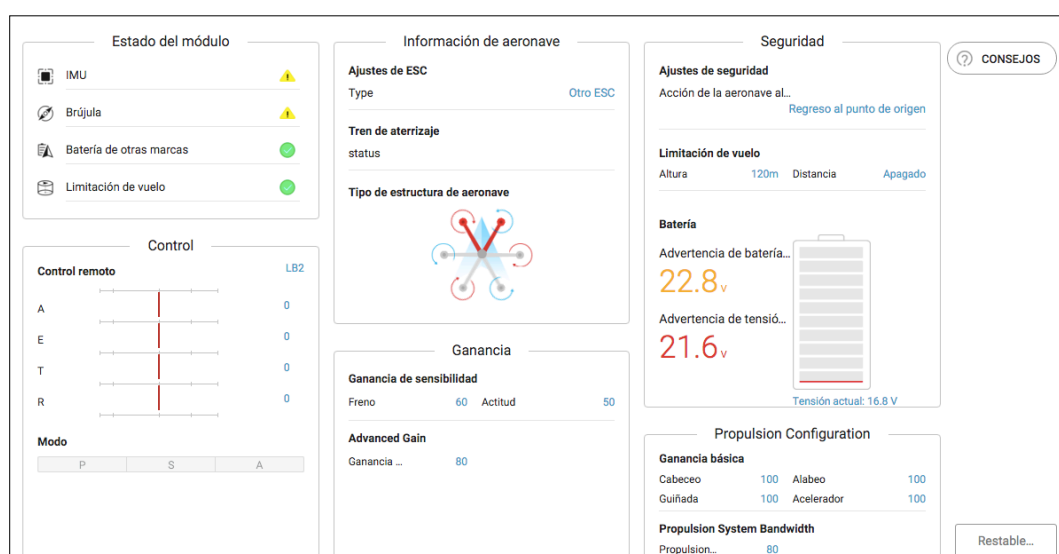 Estado del módulo
IMU
Brújula
Batería de otras marcas
Limitación de vuelo
Control
Control remoto LB2
A 0
E 0
T 0
R 0
Modo
P S A
Información de aeronave
Ajustes de ESC
Type Otro ESC
Tren de aterrizaje
status
Tipo de estructura de aeronave
Ganancia
Ganancia de sensibilidad
Freno 60 Actitud 50
Advanced Gain
Ganancia ... 80
Seguridad
Ajustes de seguridad
Acción de la aeronave al...
Regreso al punto de origen
Limitación de vuelo
Altura 120m Distancia Apagado
Batería
Advertencia de batería...
22.8 v
Advertencia de tensió...
21.6 v
Tensión actual: 16.8 V
Propulsion Configuration
Ganancia básica
Cabeceo 100 Alabeo 100
Guiñada 100 Acelerador 100
Propulsion System Bandwidth
Propulsion... 80
CONSEJOS
Restable...